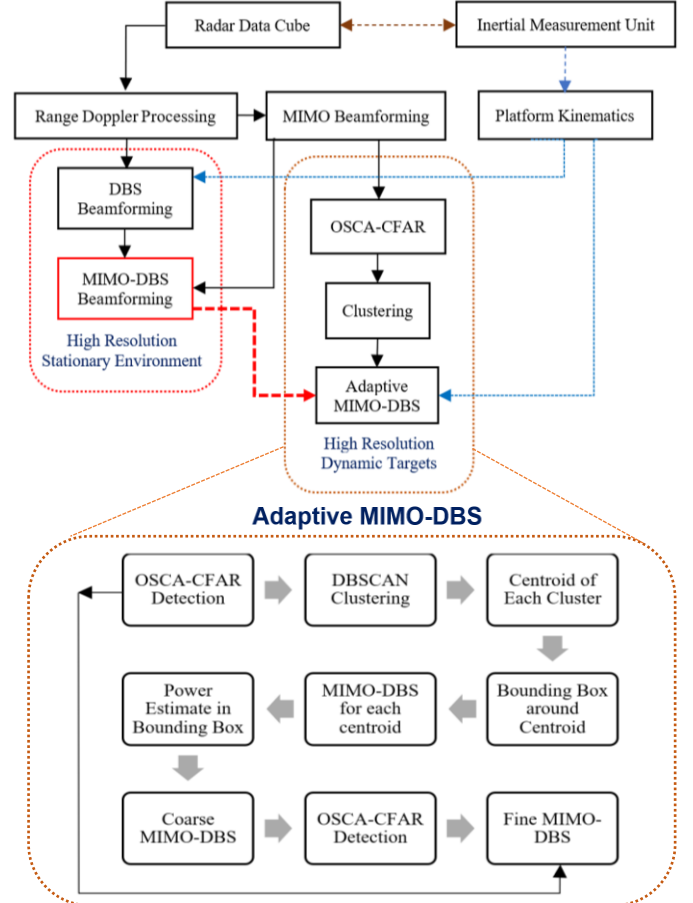 Radar Data Cube
Inertial Measurement Unit
Range Doppler Processing
MIMO Beamforming
Platform Kinematics
DBS
Beamforming
OSCA-CFAR
MIMO-DBS
Beamforming
Clustering
High Resolution
Stationary Environment
Adaptive
MIMO-DBS
High Resolution
Dynamic Targets
Adaptive MIMO-DBS
OSCA-CFAR
Detection
DBSCAN
Clustering
Centroid of
Each Cluster
Power
Estimate in
Bounding Box
MIMO-DBS
for each
centroid
Bounding Box
around
Centroid
Coarse
MIMO-DBS
OSCA-CFAR
Detection
Fine MIMO-
DBS